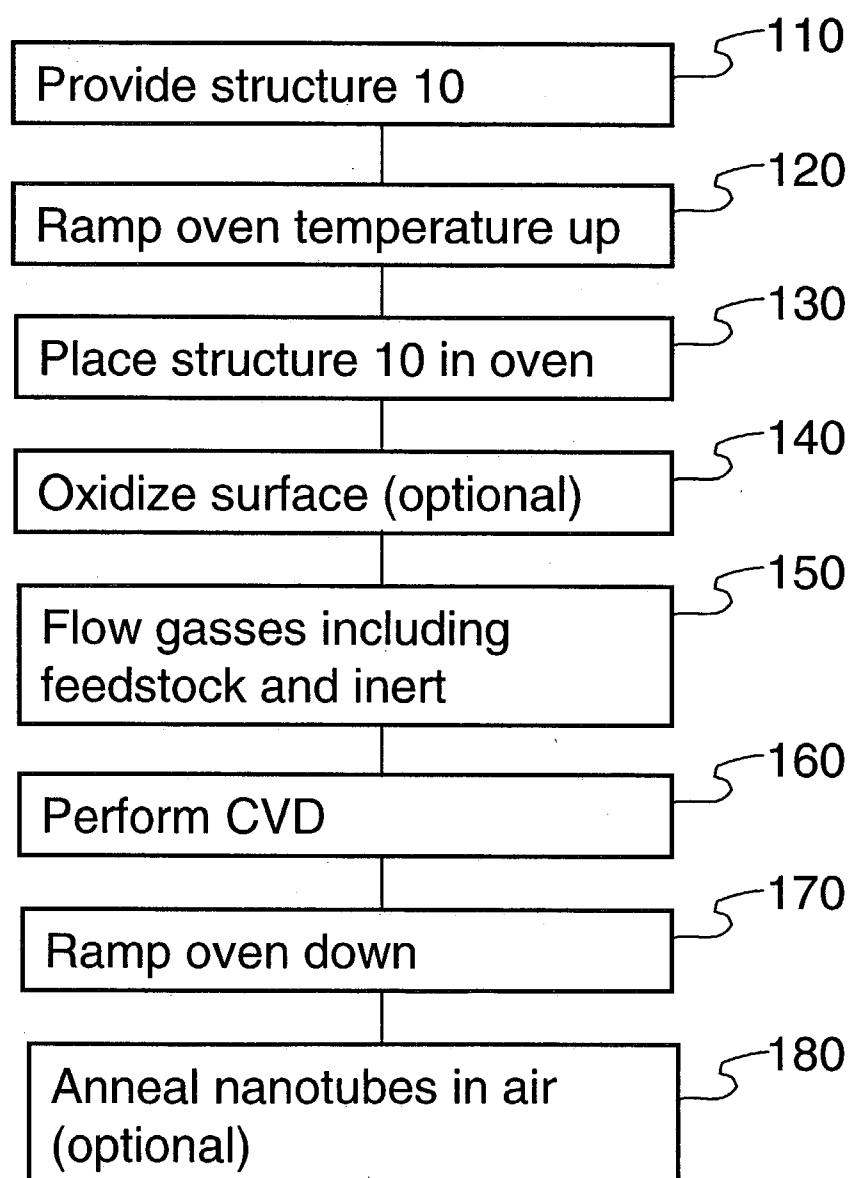 110
Provide structure 10
120
Ramp oven temperature up
130
Place structure 10 in oven
140
Oxidize surface (optional)
150
Flow gasses including
feedstock and inert
160
Perform CVD
170
Ramp oven down
180
Anneal nanotubes in air
(optional)